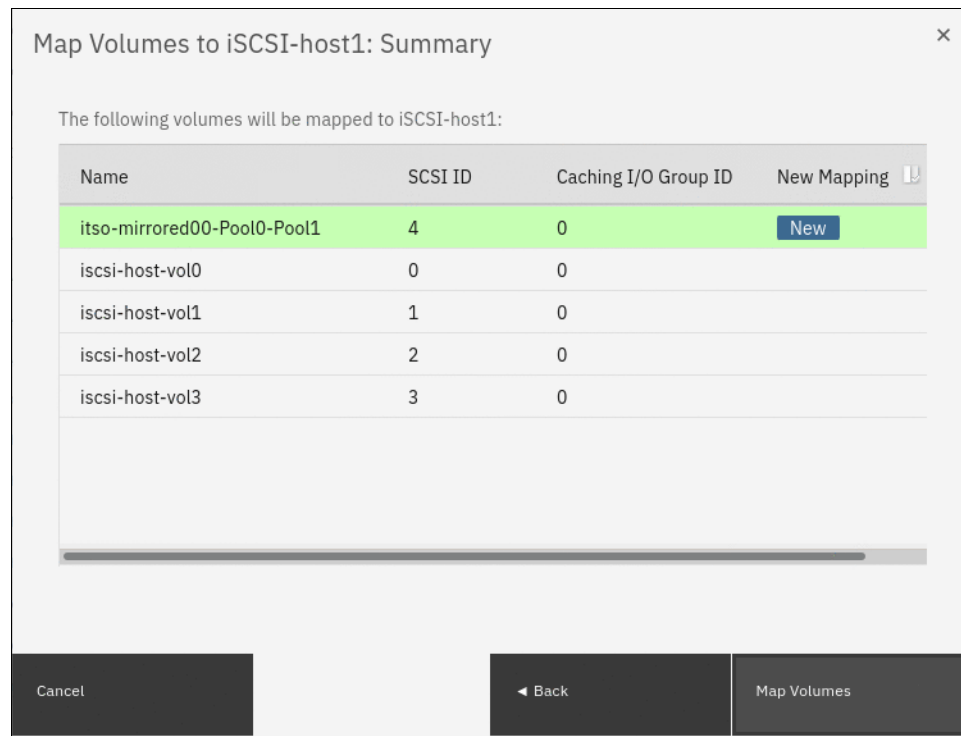 Map Volumes to iSCSI-host1: Summary
×
The following volumes will be mapped to iSCSI-host1:
Name SCSI ID Caching I/O Group ID New Mapping
itso-mirrored00-Pool0-Pool1 4 0 New
iscsi-host-vol0 0 0
iscsi-host-vol1 1 0
iscsi-host-vol2 2 0
iscsi-host-vol3 3 0
Cancel ◄ Back Map Volumes